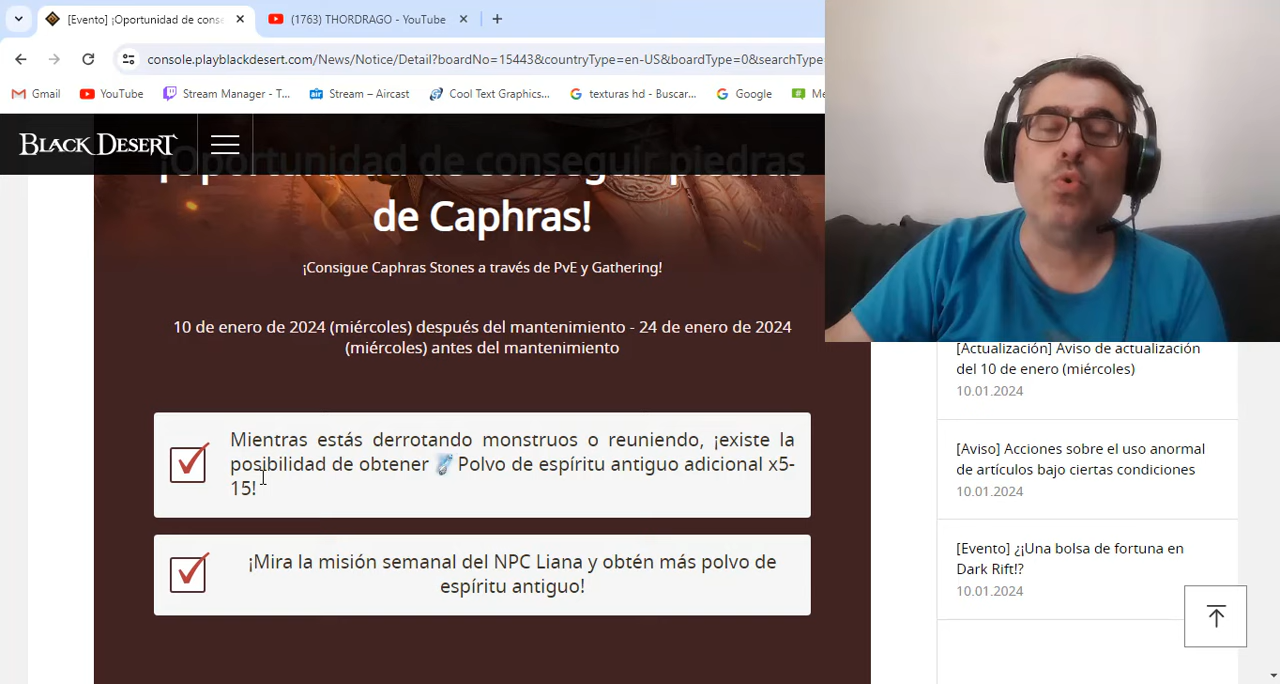 [Evento] ¡Oportunidad de cons
(1763) THORDRAGO - YouTube
console.playblackdesert.com/News/Notice/Detail?boardNo=15443&countryType=en-US&boardType=0&searchType
Gmail
YouTube
Stream Manager - T...
Stream – Aircast
Cool Text Graphics...
texturas hd - Buscar...
Google
Me
BLACK DESERT
¡Oportunidad de conseguir piedras
de Caphras!
¡Consigue Caphras Stones a través de PvE y Gathering!
10 de enero de 2024 (miércoles) después del mantenimiento - 24 de enero de 2024
(miércoles) antes del mantenimiento
Mientras estás derrotando monstruos o reuniendo, ¡existe la
posibilidad de obtener Polvo de espíritu antiguo adicional x5-
15!
¡Mira la misión semanal del NPC Liana y obtén más polvo de
espíritu antiguo!
[Actualización] Aviso de actualización
del 10 de enero (miércoles)
10.01.2024
[Aviso] Acciones sobre el uso anormal
de artículos bajo ciertas condiciones
10.01.2024
[Evento] ¿¡Una bolsa de fortuna en
Dark Rift!?
10.01.2024